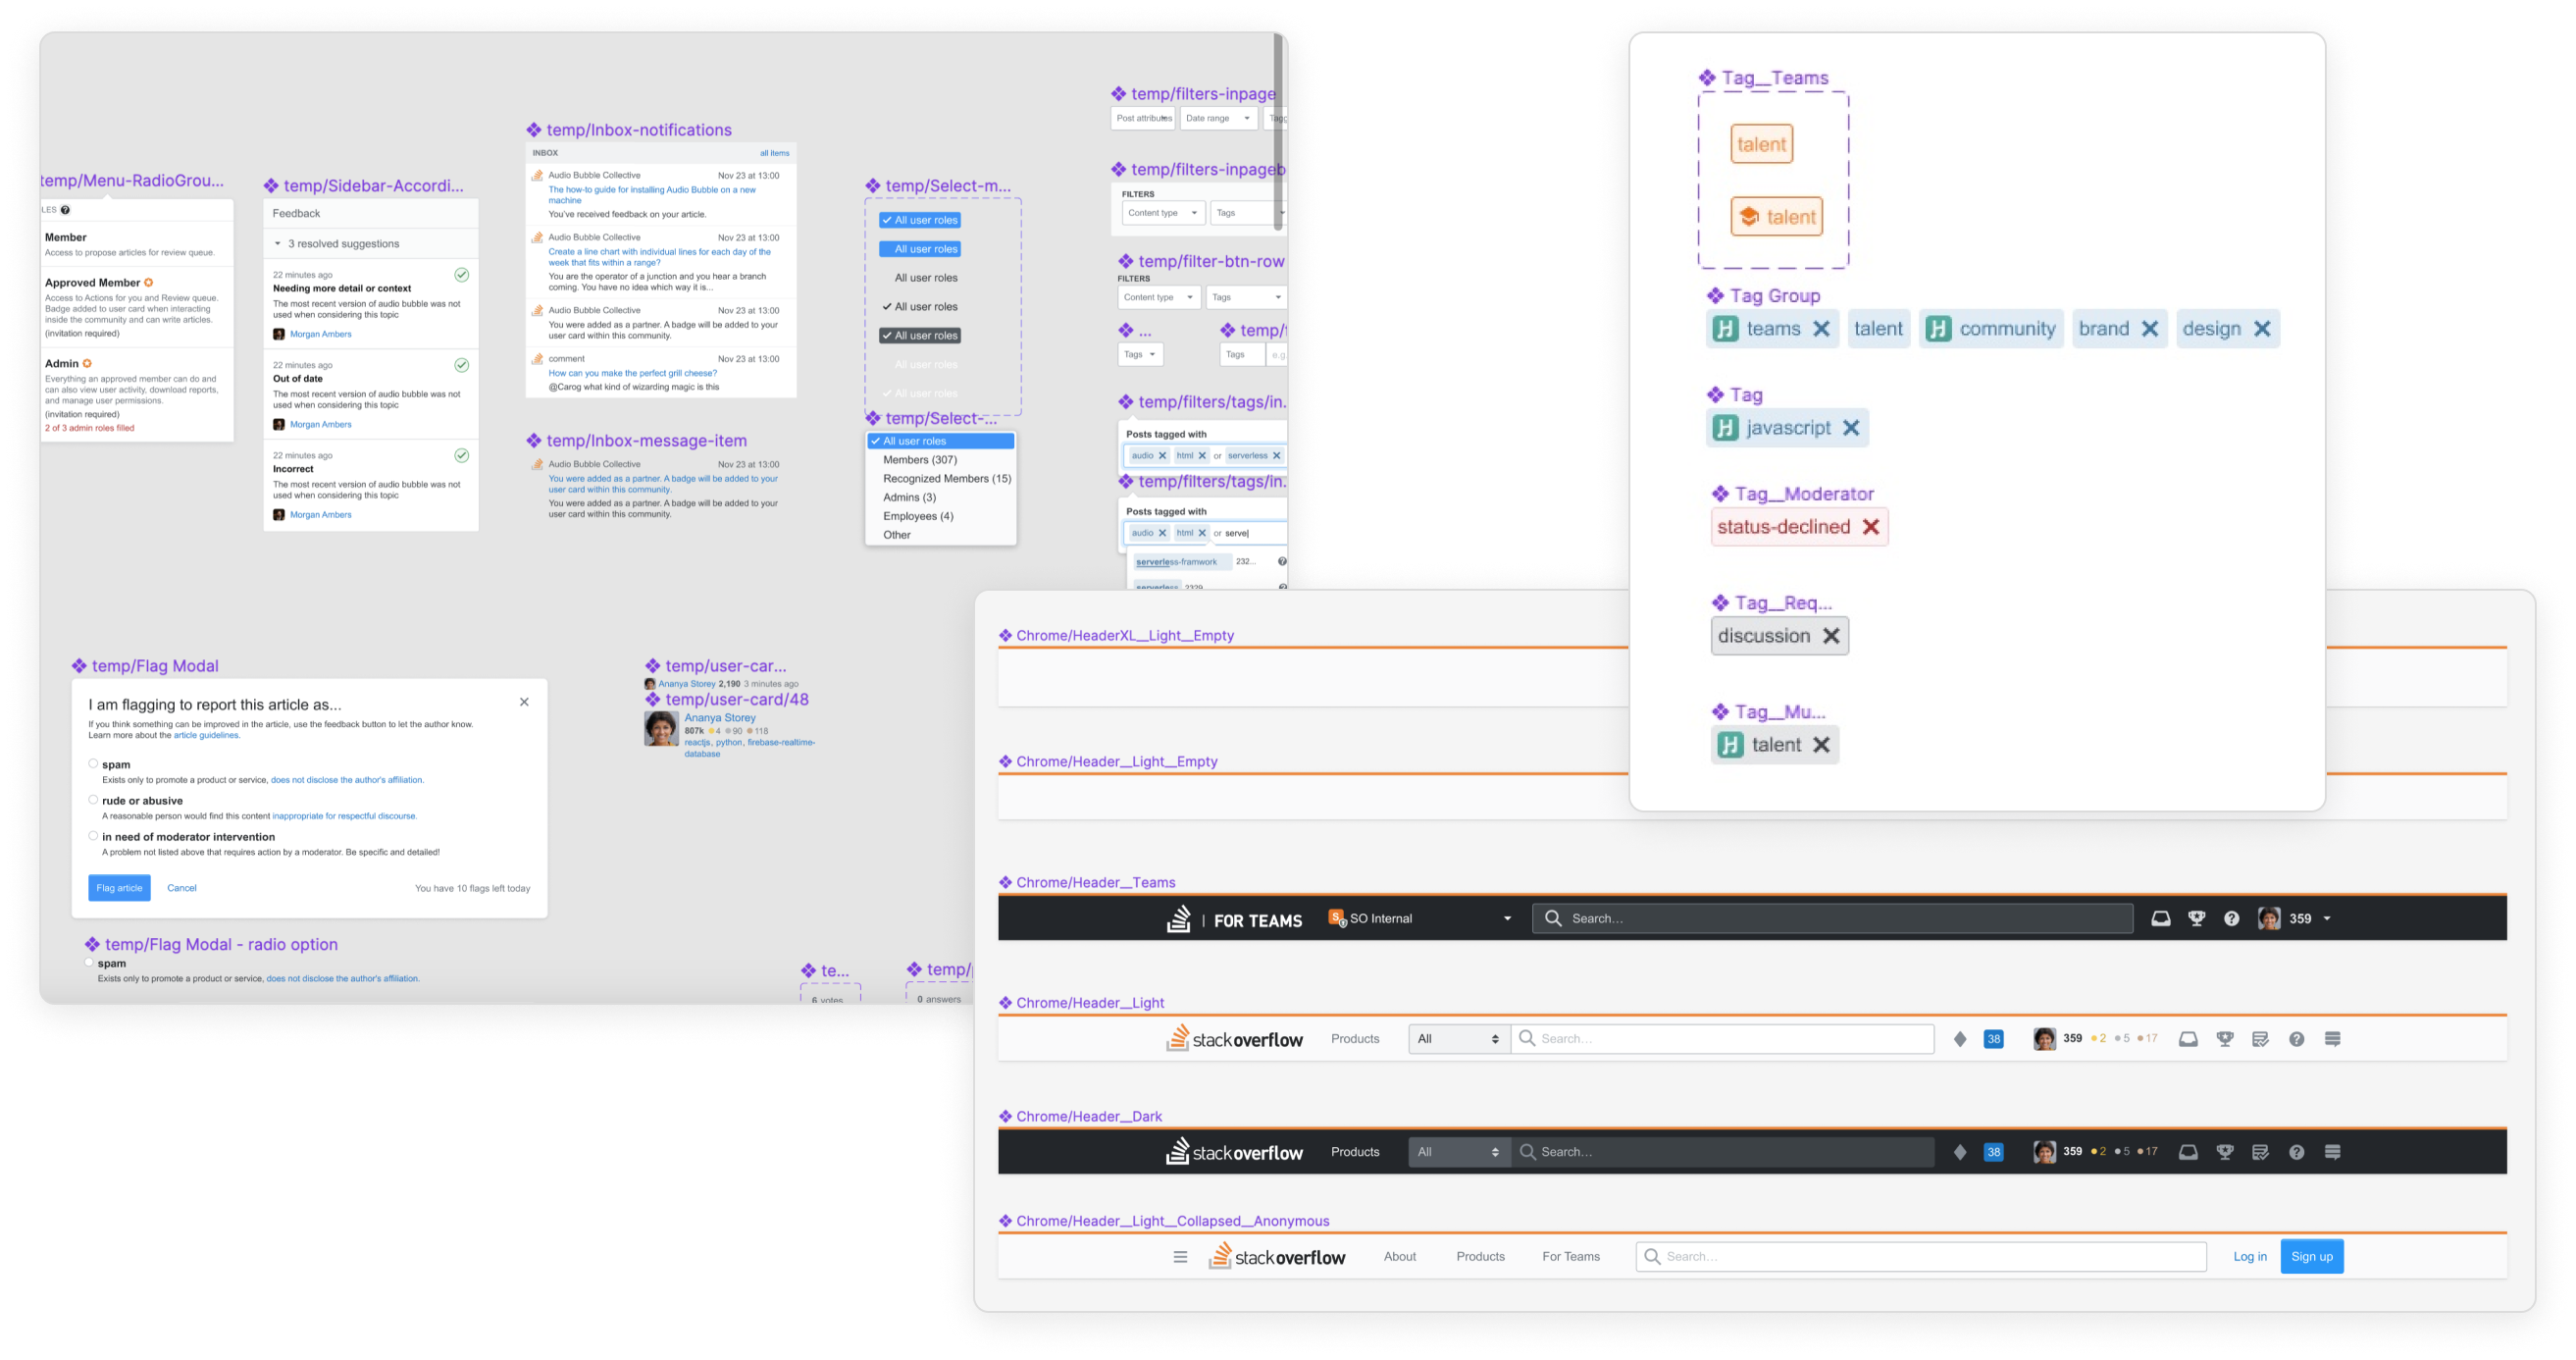 temp/Menu-RadioGrou...
LES
Member
Access to propose articles for review queue.
Approved Member
Access to Actions for you and Review queue.
Badge added to user card when interacting
inside the community and can write articles.
(invitation required)
Admin
Everything an approved member can do and
can also view user activity, download reports,
and manage user permissions.
(invitation required)
2 of 3 admin roles filled
temp/Sidebar-Accordi...
Feedback
3 resolved suggestions
22 minutes ago
Needing more detail or context
The most recent version of audio bubble was not
used when considering this topic
Morgan Ambers
22 minutes ago
Out of date
The most recent version of audio bubble was not
used when considering this topic
Morgan Ambers
22 minutes ago
Incorrect
The most recent version of audio bubble was not
used when considering this topic
Morgan Ambers
temp/Inbox-notifications
INBOX all items
Audio Bubble Collective Nov 23 at 13:00
The how-to guide for installing Audio Bubble on a new
machine
You've received feedback on your article.
Audio Bubble Collective Nov 23 at 13:00
Create a line chart with individual lines for each day of the
week that fits within a range?
You are the operator of a junction and you hear a branch
coming. You have no idea which way it is...
Audio Bubble Collective Nov 23 at 13:00
You were added as a partner. A badge will be added to your
user card within this community.
comment Nov 23 at 13:00
How can you make the perfect grill cheese?
@Carog what kind of wizarding magic is this
temp/Inbox-message-item
Audio Bubble Collective Nov 23 at 13:00
You were added as a partner. A badge will be added to your
user card within this community.
You were added as a partner. A badge will be added to your
user card within this community.
temp/Select-m...
All user roles
All user roles
All user roles
All user roles
All user roles
All user roles
All user roles
temp/Select-...
All user roles
Members (307)
Recognized Members (15)
Admins (3)
Employees (4)
Other
temp/filters-inpage
Post attributes Date range Tagg
temp/filters-inpageb
FILTERS
Content type Tags
temp/filter-btn-row
FILTERS
Content type Tags
... temp/f
Tags Tags e.g.
temp/filters/tags/in.
Posts tagged with
audio html or serverless
temp/filters/tags/in.
Posts tagged with
audio html or serve
serverless-framwork 232...
serverless 2329
temp/Flag Modal
I am flagging to report this article as...
If you think something can be improved in the article, use the feedback button to let the author know.
Learn more about the article guidelines.
spam
Exists only to promote a product or service, does not disclose the author's affiliation.
rude or abusive
A reasonable person would find this content inappropriate for respectful discourse.
in need of moderator intervention
A problem not listed above that requires action by a moderator. Be specific and detailed!
Flag article Cancel You have 10 flags left today
temp/Flag Modal - radio option
spam
Exists only to promote a product or service, does not disclose the author's affiliation.
temp/user-car...
Ananya Storey 2,190 3 minutes ago
temp/user-card/48
Ananya Storey
807k 4 90 118
reactjs, python, firebase-realtime-
database
te...
6 votes
temp/
0 answers
Tag__Teams
talent
talent
Tag Group
H teams talent H community brand design
Tag
H javascript
Tag__Moderator
status-declined
Tag__Req...
discussion
Tag__Mu...
H talent
Chrome/HeaderXL__Light__Empty
Chrome/Header__Light__Empty
Chrome/Header__Teams
FOR TEAMS S SO Internal Search... 359
Chrome/Header__Light
stackoverflow Products All Search... 38 359 2 5 17
Chrome/Header__Dark
stackoverflow Products All Search... 38 359 2 5 17
Chrome/Header__Light__Collapsed__Anonymous
stackoverflow About Products For Teams Search... Log in Sign up